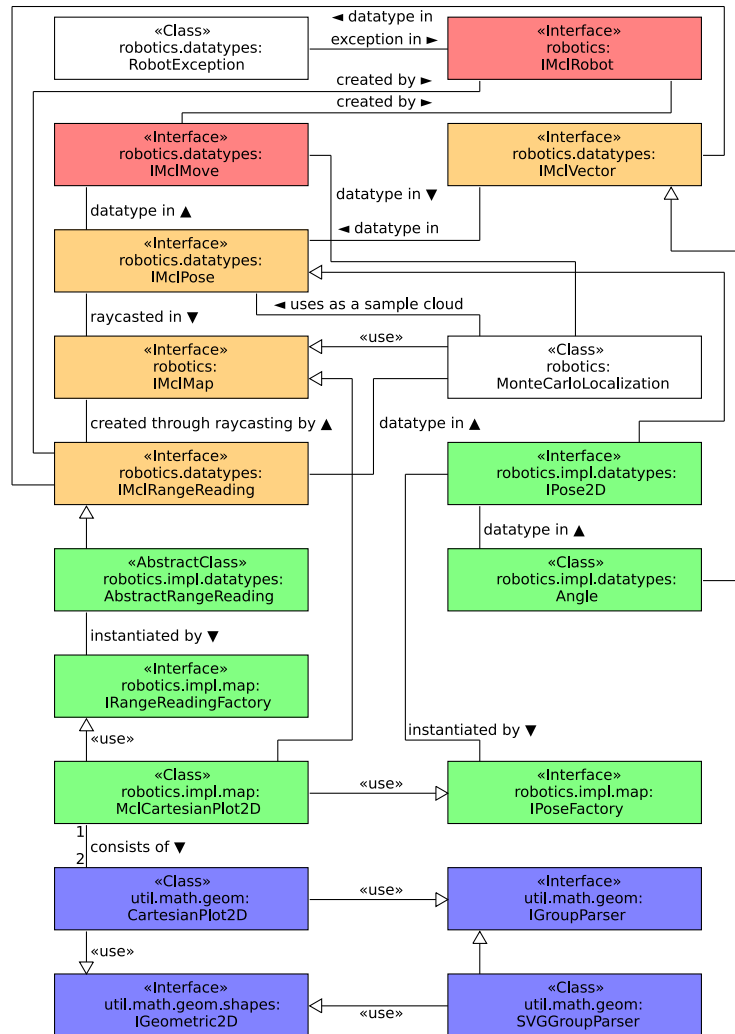 ◄ datatype in
«Class»
robotics.datatypes:
RobotException
exception in ►
«Interface»
robotics:
IMclRobot
created by ►
created by ►
«Interface»
robotics.datatypes:
IMclMove
«Interface»
robotics.datatypes:
IMclVector
datatype in ▲
datatype in ▼
◄ datatype in
«Interface»
robotics.datatypes:
IMclPose
◄ uses as a sample cloud
raycasted in ▼
«use»
«Interface»
robotics:
IMclMap
«Class»
robotics:
MonteCarloLocalization
created through raycasting by ▲
datatype in ▲
«Interface»
robotics.datatypes:
IMclRangeReading
«Interface»
robotics.impl.datatypes:
IPose2D
datatype in ▲
«AbstractClass»
robotics.impl.datatypes:
AbstractRangeReading
«Class»
robotics.impl.datatypes:
Angle
instantiated by ▼
«Interface»
robotics.impl.map:
IRangeReadingFactory
instantiated by ▼
«use»
«Class»
robotics.impl.map:
MclCartesianPlot2D
«use»
«Interface»
robotics.impl.map:
IPoseFactory
1
consists of ▼
2
«Class»
util.math.geom:
CartesianPlot2D
«use»
«Interface»
util.math.geom:
IGroupParser
«use»
«Interface»
util.math.geom.shapes:
IGeometric2D
«use»
«Class»
util.math.geom:
SVGGroupParser